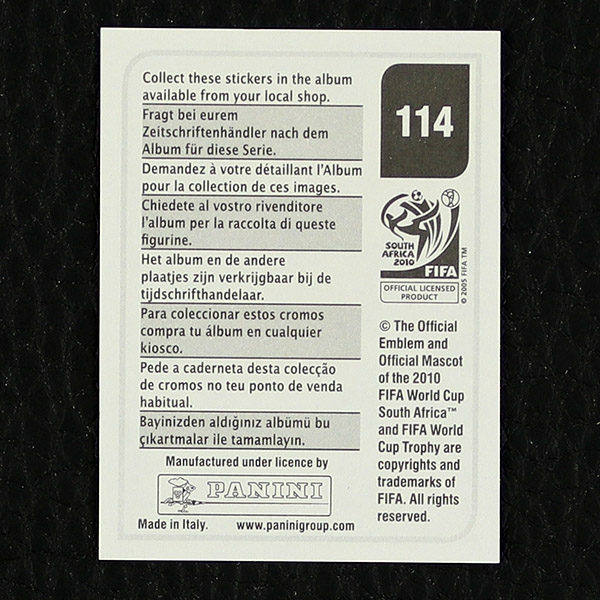 Collect these stickers in the album
available from your local shop.
Fragt bei eurem
Zeitschriftenhändler nach dem
Album für diese Serie.
Demandez à votre détaillant l'Album
pour la collection de ces images.
Chiedete al vostro rivenditore
l'album per la raccolta di queste
figurine.
Het album en de andere
plaatjes zijn verkrijgbaar bij de
tijdschrifthandelaar.
Para coleccionar estos cromos
compra tu álbum en cualquier
kiosco.
Pede a caderneta desta colecção
de cromos no teu ponto de venda
habitual.
Bayinizden aldığınız albümü bu
çıkartmalar ile tamamlayın.
Manufactured under licence by
PANINI
Made in Italy. www.paninigroup.com
114
SOUTH
AFRICA
2010
FIFA
OFFICIAL LICENSED
PRODUCT
© 2005 FIFA TM
© The Official
Emblem and
Official Mascot
of the 2010
FIFA World Cup
South Africa™
and FIFA World
Cup Trophy are
copyrights and
trademarks of
FIFA. All rights
reserved.